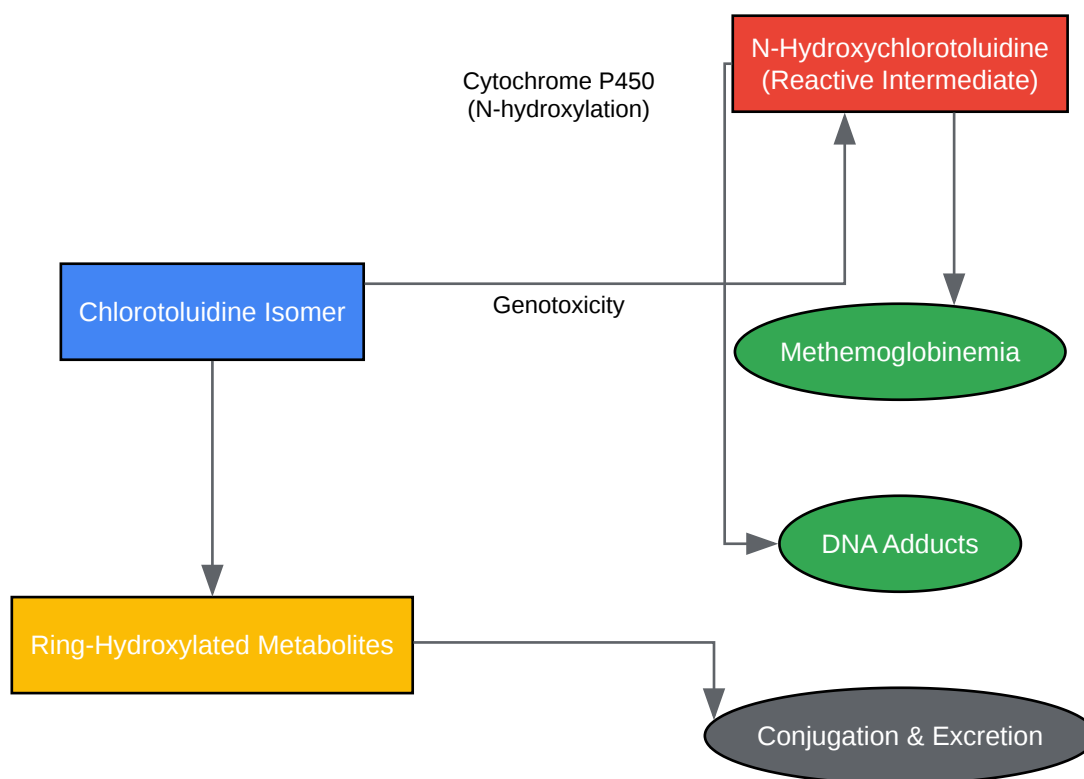 N-Hydroxychlorotoluidine
(Reactive Intermediate)
Cytochrome P450
(N-hydroxylation)
Chlorotoluidine Isomer
Genotoxicity
Methemoglobinemia
DNA Adducts
Ring-Hydroxylated Metabolites
Conjugation & Excretion